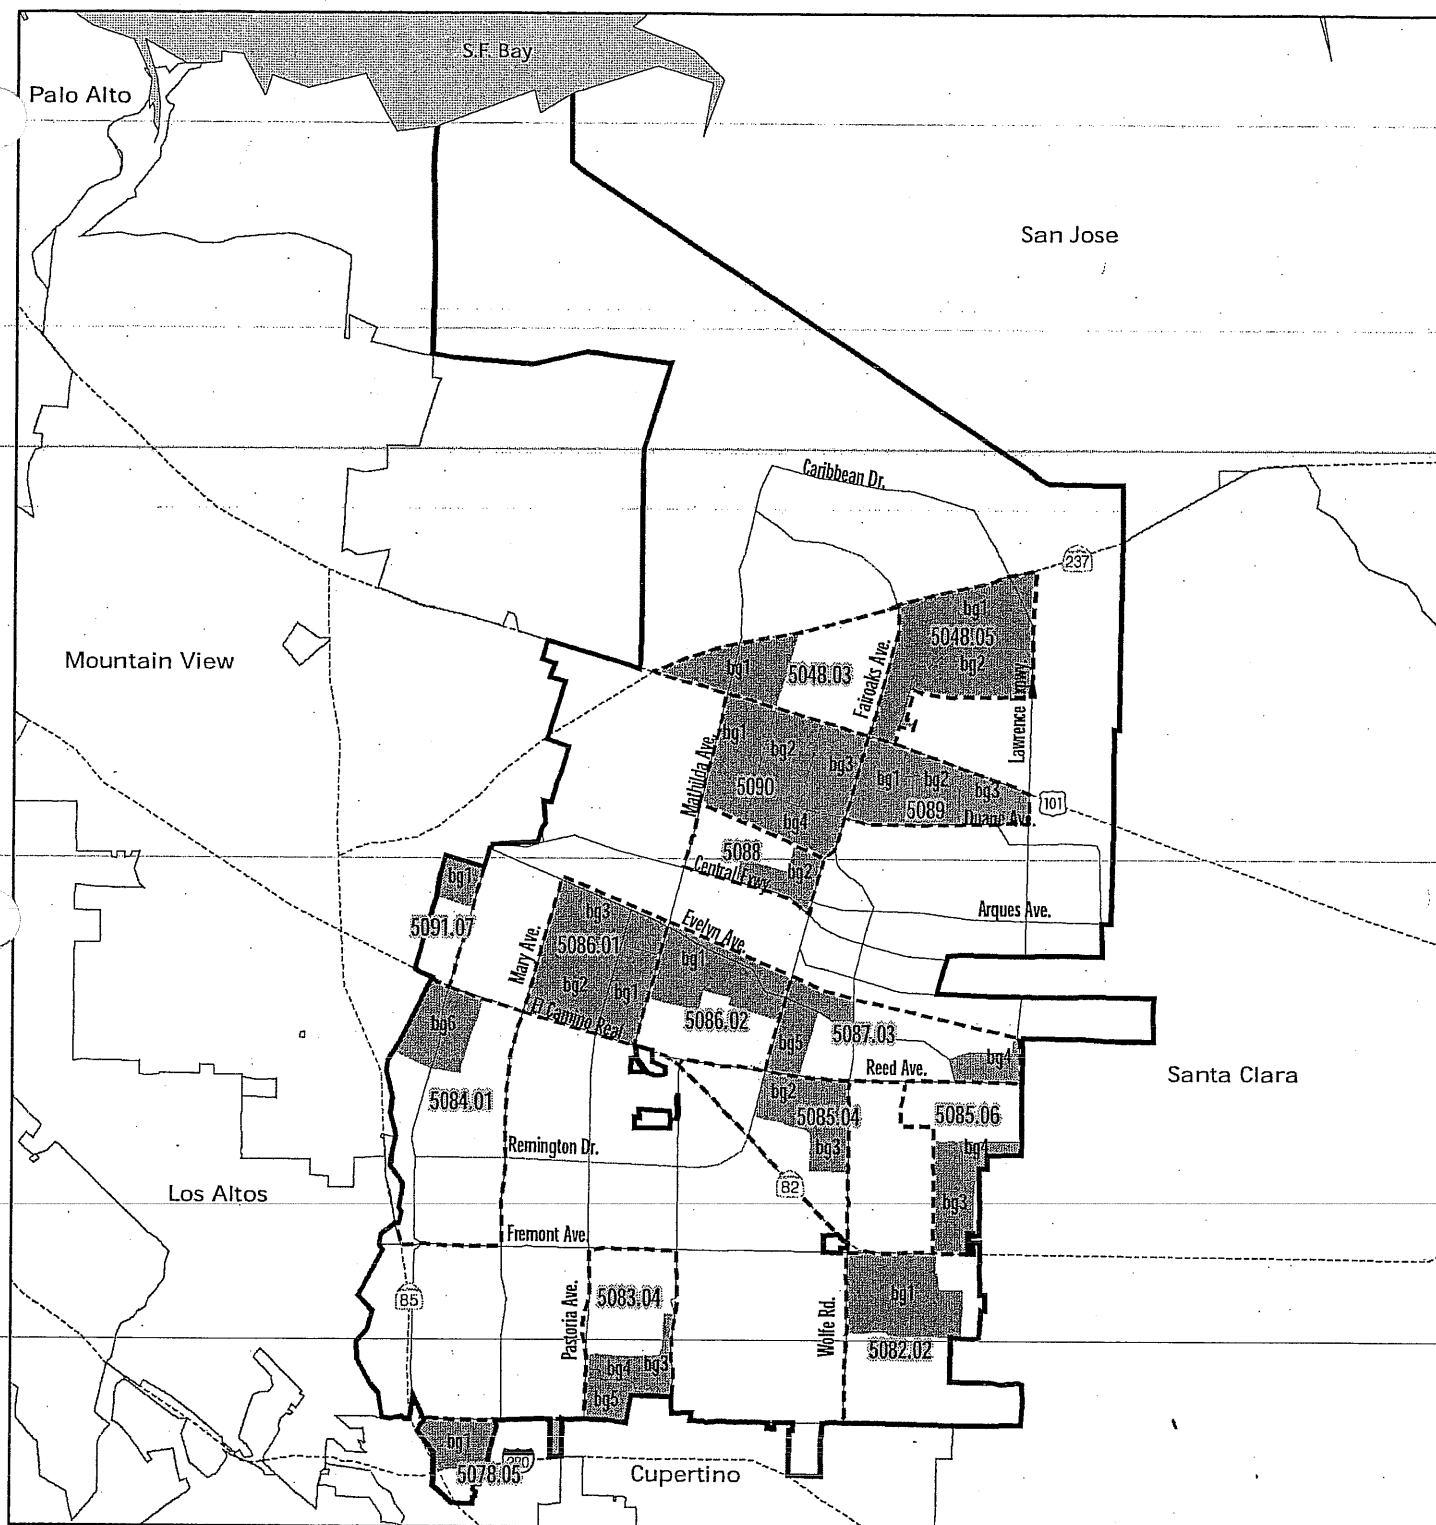 S.F. Bay
Palo Alto
San Jose
Caribbean Dr.
237
bg1
5048.05
bg2
Mountain View
bg1
5048.03
Fairoaks Ave.
Lawrence Expwy.
Mathilda Ave.
bg1
bg2
bg3
5090
bg4
bg1
bg2
bg3
5089
Duane Ave.
101
5088
bg2
Central Expwy.
bg1
5091.07
Arques Ave.
Mary Ave.
bg3
5086.01
bg2
bg1
El Camino Real
Evelyn Ave.
bg1
5086.02
5087.03
bg5
bg4
Reed Ave.
bg6
5084.01
Santa Clara
bg2
5085.04
bg3
5085.06
bg4
bg3
Remington Dr.
82
Los Altos
Fremont Ave.
85
Pastoria Ave.
5083.04
bg4
bg3
bg5
Wolfe Rd.
bg1
5082.02
bg1
5078.05
280
Cupertino